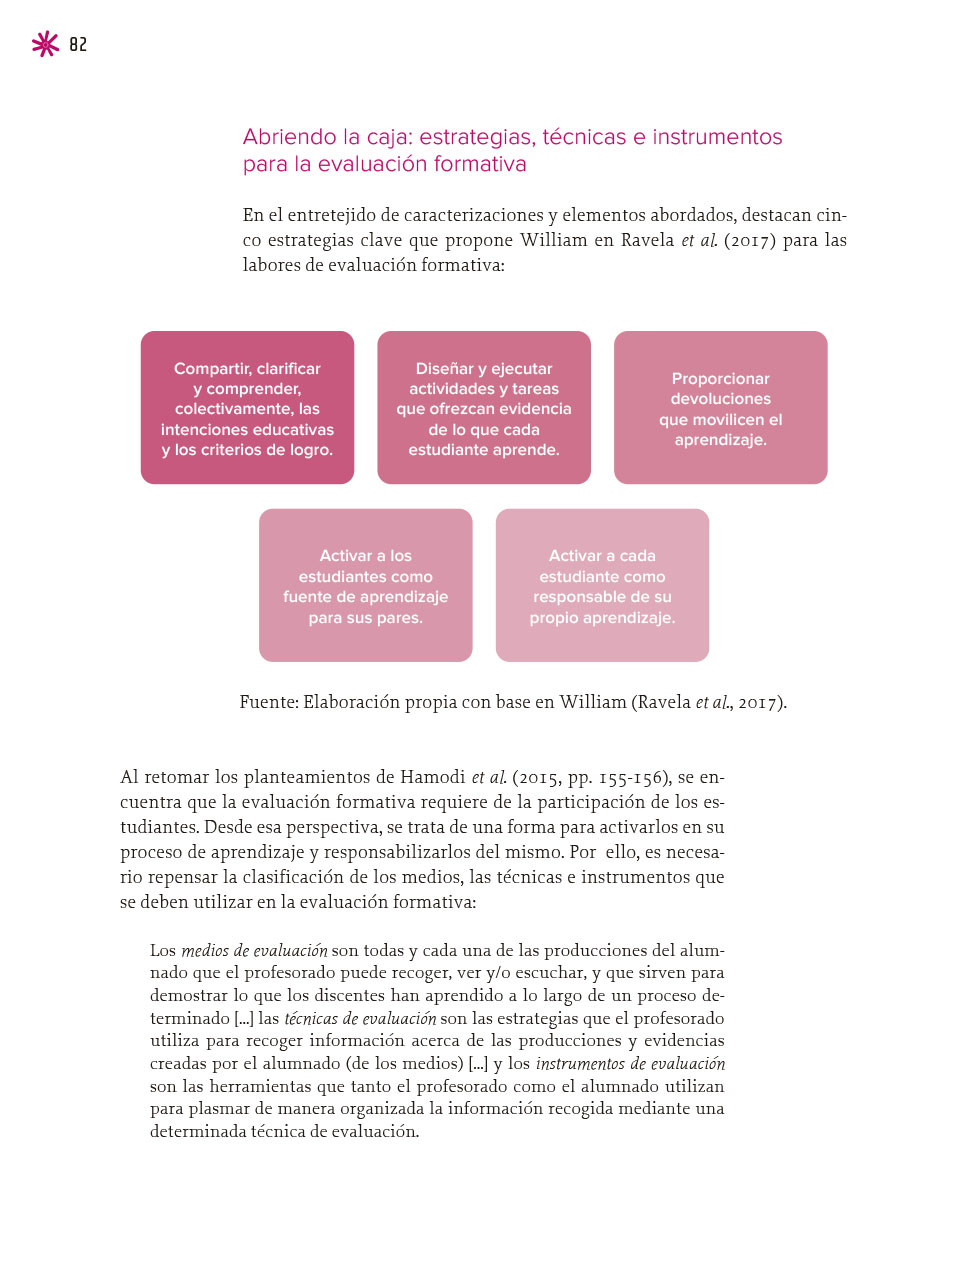 82
Abriendo la caja: estrategias, técnicas e instrumentos
para la evaluación formativa
En el entretejido de caracterizaciones y elementos abordados, destacan cin-
co estrategias clave que propone William en Ravela et al. (2017) para las
labores de evaluación formativa:
Compartir, clarificar
y comprender,
colectivamente, las
intenciones educativas
y los criterios de logro.
Diseñar y ejecutar
actividades y tareas
que ofrezcan evidencia
de lo que cada
estudiante aprende.
Proporcionar
devoluciones
que movilicen el
aprendizaje.
Activar a los
estudiantes como
fuente de aprendizaje
para sus pares.
Activar a cada
estudiante como
responsable de su
propio aprendizaje.
Fuente: Elaboración propia con base en William (Ravela et al., 2017).
Al retomar los planteamientos de Hamodi et al. (2015, pp. 155-156), se en-
cuentra que la evaluación formativa requiere de la participación de los es-
tudiantes. Desde esa perspectiva, se trata de una forma para activarlos en su
proceso de aprendizaje y responsabilizarlos del mismo. Por ello, es necesa-
rio repensar la clasificación de los medios, las técnicas e instrumentos que
se deben utilizar en la evaluación formativa:
Los medios de evaluación son todas y cada una de las producciones del alum-
nado que el profesorado puede recoger, ver y/o escuchar, y que sirven para
demostrar lo que los discentes han aprendido a lo largo de un proceso de-
terminado [...] las técnicas de evaluación son las estrategias que el profesorado
utiliza para recoger información acerca de las producciones y evidencias
creadas por el alumnado (de los medios) [...] y los instrumentos de evaluación
son las herramientas que tanto el profesorado como el alumnado utilizan
para plasmar de manera organizada la información recogida mediante una
determinada técnica de evaluación.